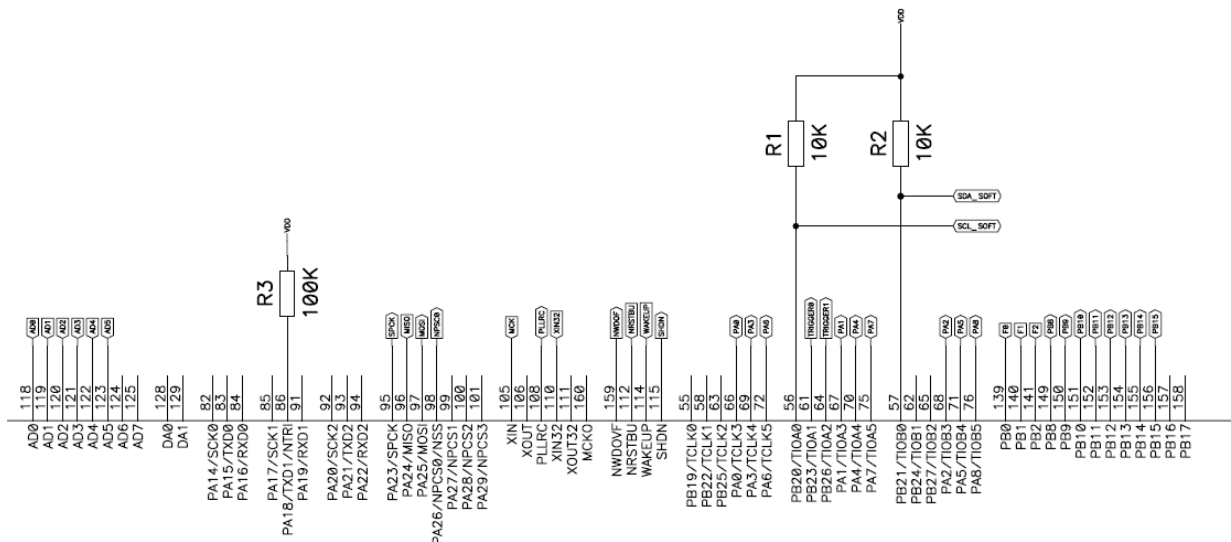 VDD
R1
10K
R2
10K
SDA_SOFT
SCL_SOFT
VDD
R3
100K
AD0
AD1
AD2
AD3
AD4
AD5
SPCK
MISO
MOSI
NPSC0
MCK
PLLRC
XIN32
NWDOF
NRSTBU
WAKEUP
SHDN
PA0
PA3
PA6
TRIGGER0
TRIGGER1
PA1
PA4
PA7
PA2
PA5
PA8
F0
F1
F2
PB8
PB9
PB10
PB11
PB12
PB13
PB14
PB15
118
119
120
121
122
123
124
125
128
129
82
83
84
85
86
91
92
93
94
95
96
97
98
99
100
101
105
106
108
110
111
160
159
112
114
115
55
58
63
66
69
72
56
61
64
67
70
75
57
62
65
68
71
76
139
140
141
149
150
151
152
153
154
155
156
157
158
AD0
AD1
AD2
AD3
AD4
AD5
AD6
AD7
DA0
DA1
PA14/SCK0
PA15/TXD0
PA16/RXD0
PA17/SCK1
PA18/TXD1/NTRI
PA19/RXD1
PA20/SCK2
PA21/TXD2
PA22/RXD2
PA23/SPCK
PA24/MISO
PA25/MOSI
PA26/NPCS0/NSS
PA27/NPCS1
PA28/NPCS2
PA29/NPCS3
XIN
XOUT
PLLRC
XIN32
XOUT32
MCKO
NWDOVF
NRSTBU
WAKEUP
SHDN
PB19/TCLK0
PB22/TCLK1
PB25/TCLK2
PA0/TCLK3
PA3/TCLK4
PA6/TCLK5
PB20/TIOA0
PB23/TIOA1
PB26/TIOA2
PA1/TIOA3
PA4/TIOA4
PA7/TIOA5
PB21/TIOB0
PB24/TIOB1
PB27/TIOB2
PA2/TIOB3
PA5/TIOB4
PA8/TIOB5
PB0
PB1
PB2
PB8
PB9
PB10
PB11
PB12
PB13
PB14
PB15
PB16
PB17